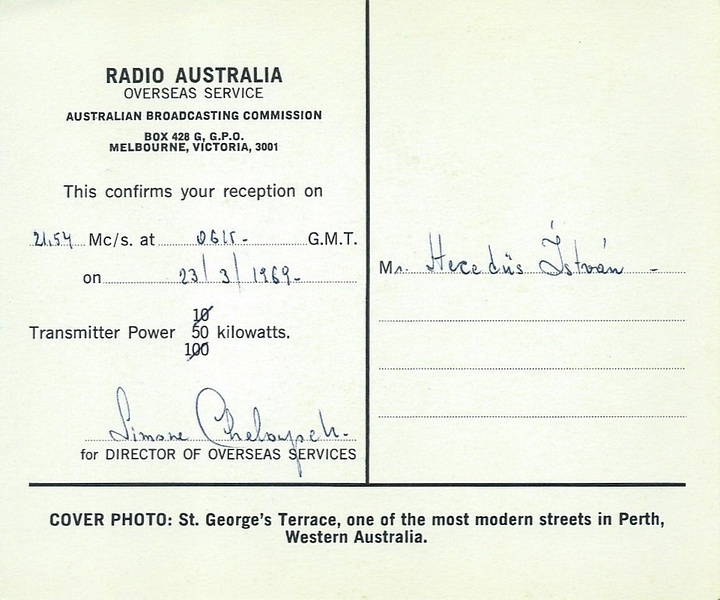 RADIO AUSTRALIA
OVERSEAS SERVICE
AUSTRALIAN BROADCASTING COMMISSION
BOX 428 G, G.P.O.
MELBOURNE, VICTORIA, 3001
This confirms your reception on
21.54 Mc/s. at G.M.T.
on 23/3/1969-
10
Transmitter Power 50 kilowatts.
100
Simone
for DIRECTOR OF OVERSEAS SERVICES
Mr. István -
COVER PHOTO: St. George's Terrace, one of the most modern streets in Perth,
Western Australia.